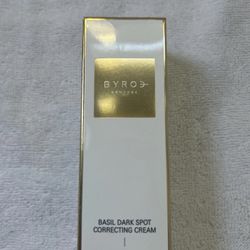 BYROE
BASIL DARK SPOT
CORRECTING CREAM